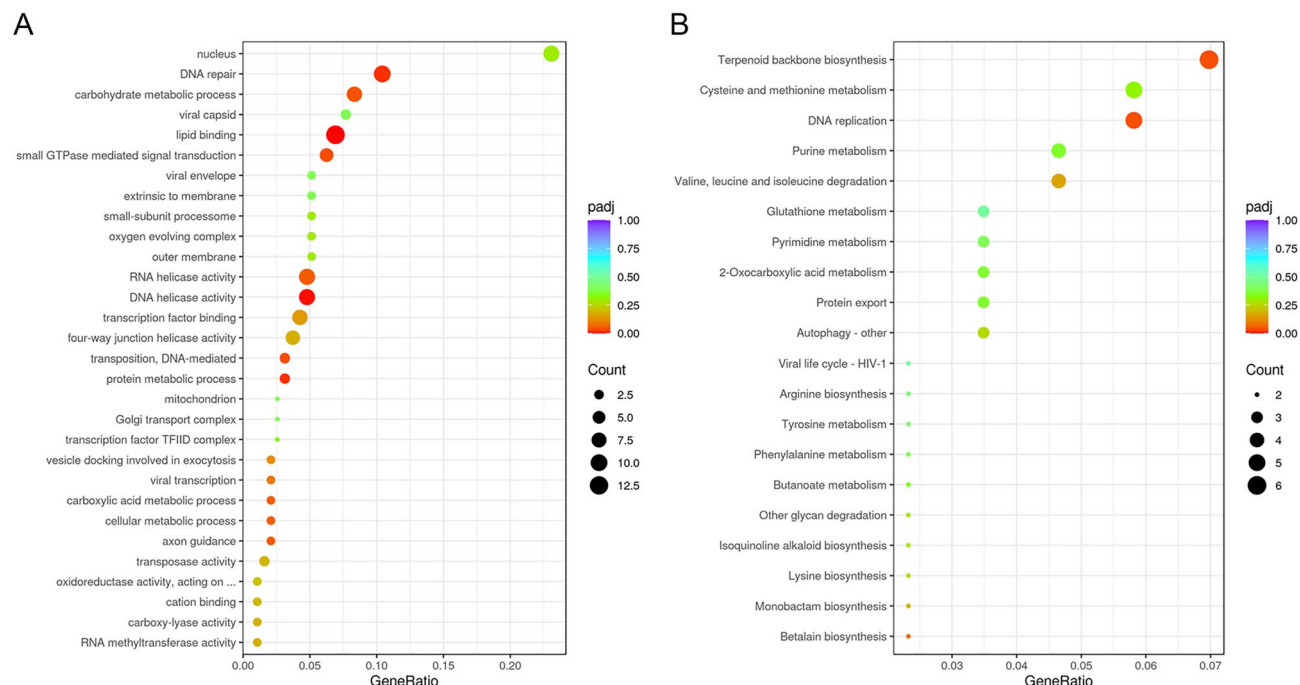 A
nucleus
DNA repair
carbohydrate metabolic process
viral capsid
lipid binding
small GTPase mediated signal transduction
viral envelope
extrinsic to membrane
small-subunit processome
oxygen evolving complex
outer membrane
RNA helicase activity
DNA helicase activity
transcription factor binding
four-way junction helicase activity
transposition, DNA-mediated
protein metabolic process
mitochondrion
Golgi transport complex
transcription factor TFIID complex
vesicle docking involved in exocytosis
viral transcription
carboxylic acid metabolic process
cellular metabolic process
axon guidance
transposase activity
oxidoreductase activity, acting on ...
cation binding
carboxy-lyase activity
RNA methyltransferase activity
0.00 0.05 0.10 0.15 0.20
GeneRatio
padj
1.00
0.75
0.50
0.25
0.00
Count
2.5
5.0
7.5
10.0
12.5
B
Terpenoid backbone biosynthesis
Cysteine and methionine metabolism
DNA replication
Purine metabolism
Valine, leucine and isoleucine degradation
Glutathione metabolism
Pyrimidine metabolism
2-Oxocarboxylic acid metabolism
Protein export
Autophagy - other
Viral life cycle - HIV-1
Arginine biosynthesis
Tyrosine metabolism
Phenylalanine metabolism
Butanoate metabolism
Other glycan degradation
Isoquinoline alkaloid biosynthesis
Lysine biosynthesis
Monobactam biosynthesis
Betalain biosynthesis
0.03 0.04 0.05 0.06 0.07
GeneRatio
padj
1.00
0.75
0.50
0.25
0.00
Count
2
3
4
5
6